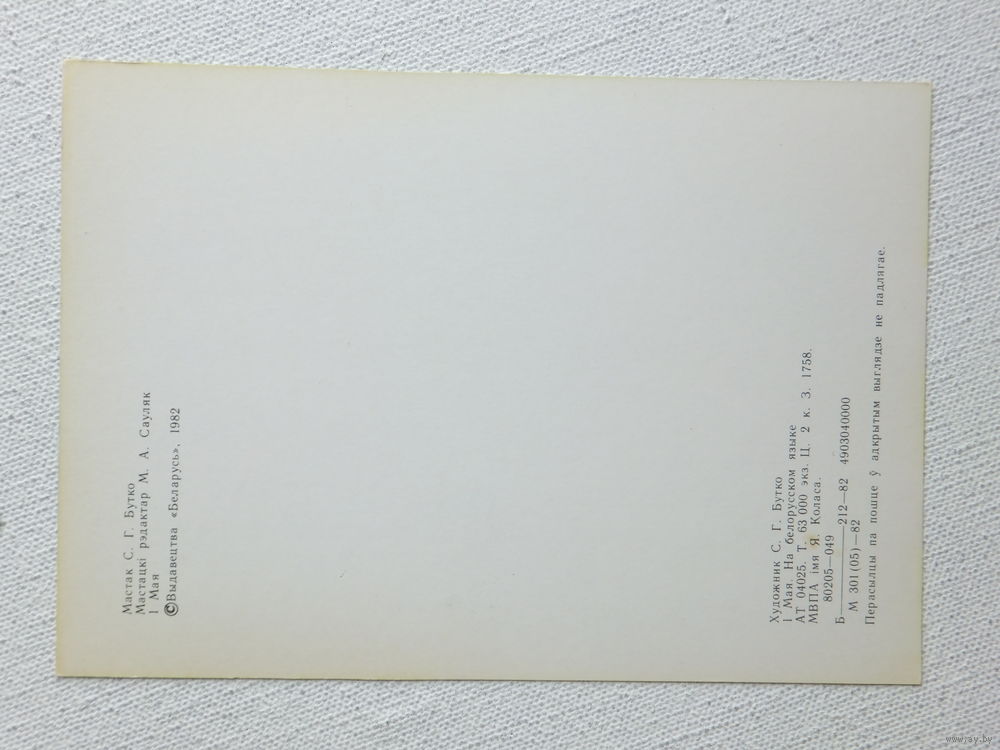 Мастак С. Г. Бутко
Мастацкі рэдактар М. А. Сауляк
1 Мая
©Выдавецтва «Беларусь», 1982
Художник С. Г. Бутко
1 Мая. На белорусском языке
АТ 04025. Т. 63 000 экз. Ц. 2 к. З. 1758.
МВПА імя Я. Коласа.
80205—049
Б————212—82 4903040000
М 301(05)—82
Перасылцы па пошце ў адкрытым выглядзе не падлягае.
www.ay.by